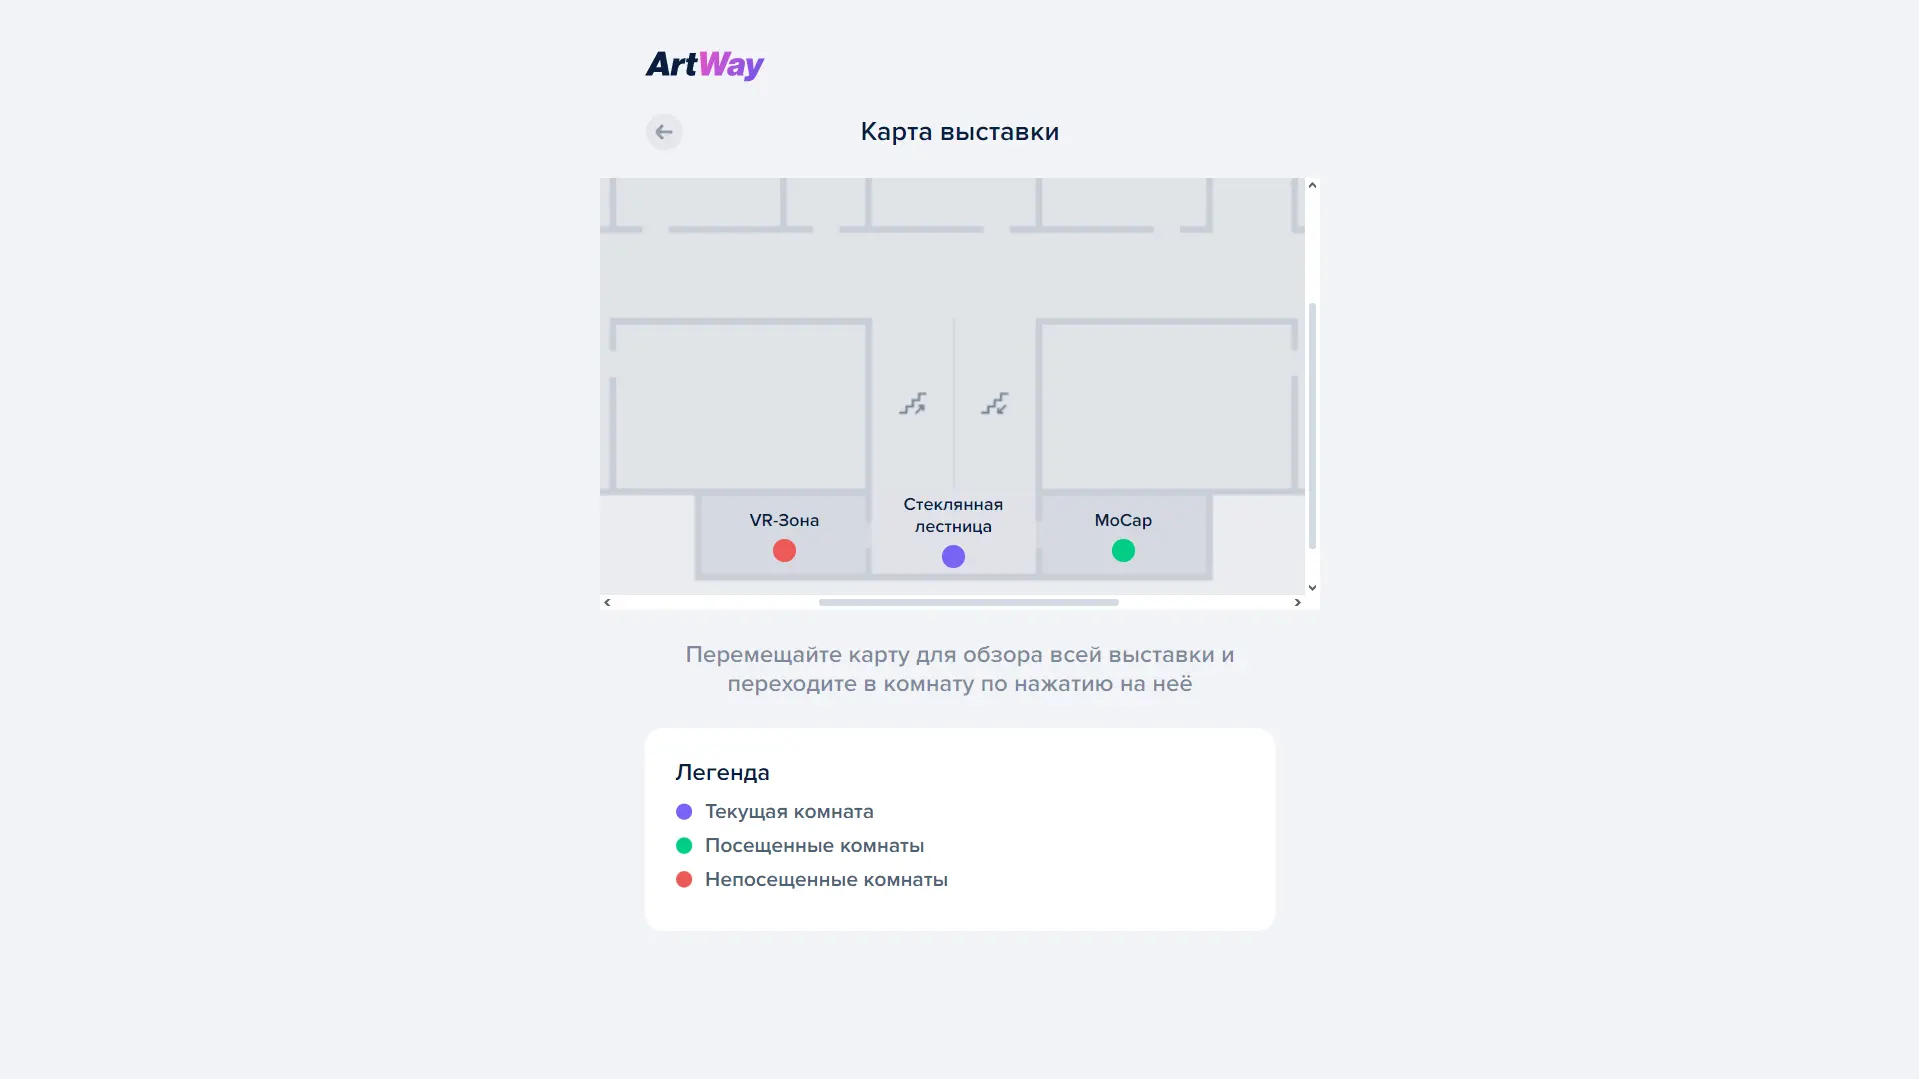 ArtWay
Карта выставки
VR-Зона
Стеклянная
лестница
MoCap
Перемещайте карту для обзора всей выставки и
переходите в комнату по нажатию на неё
Легенда
Текущая комната
Посещенные комнаты
Непосещенные комнаты